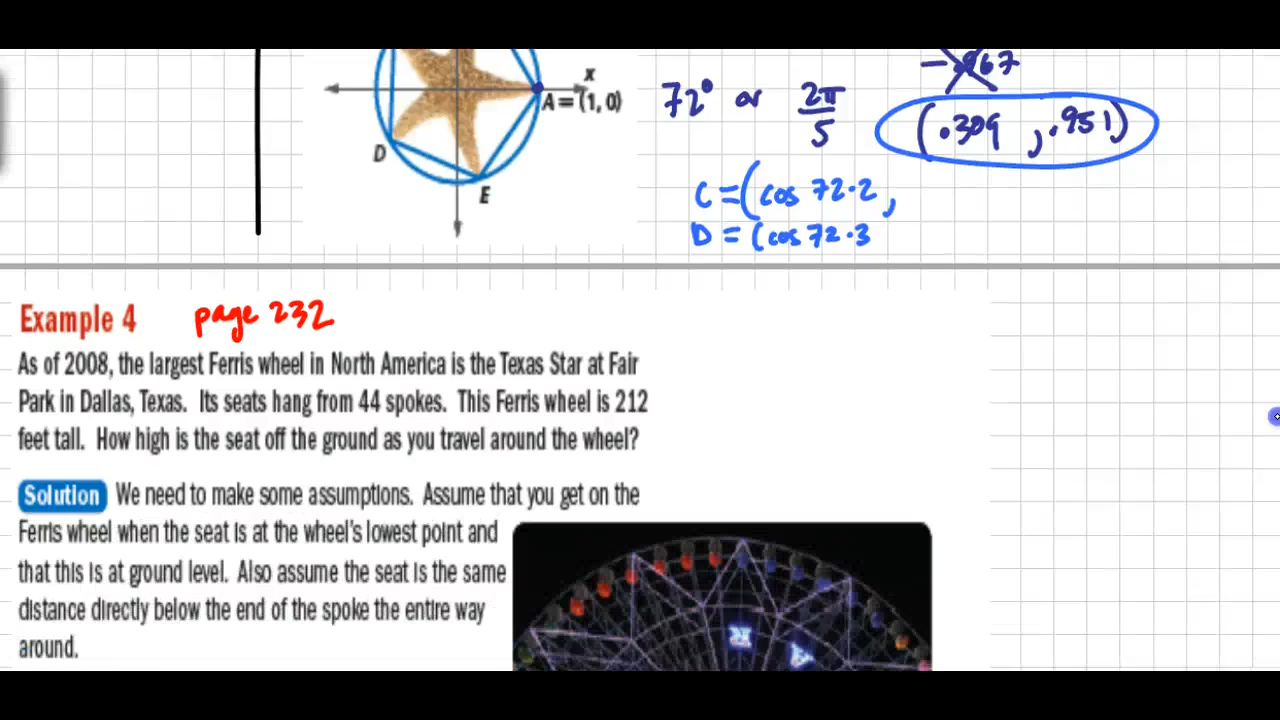 -.967
x
A = (1, 0)
72° or 2π/5
(.309, .951)
D
E
C = (cos 72·2,
D = (cos 72·3
Example 4
page 232
As of 2008, the largest Ferris wheel in North America is the Texas Star at Fair
Park in Dallas, Texas. Its seats hang from 44 spokes. This Ferris wheel is 212
feet tall. How high is the seat off the ground as you travel around the wheel?
Solution We need to make some assumptions. Assume that you get on the
Ferris wheel when the seat is at the wheel's lowest point and
that this is at ground level. Also assume the seat is the same
distance directly below the end of the spoke the entire way
around.